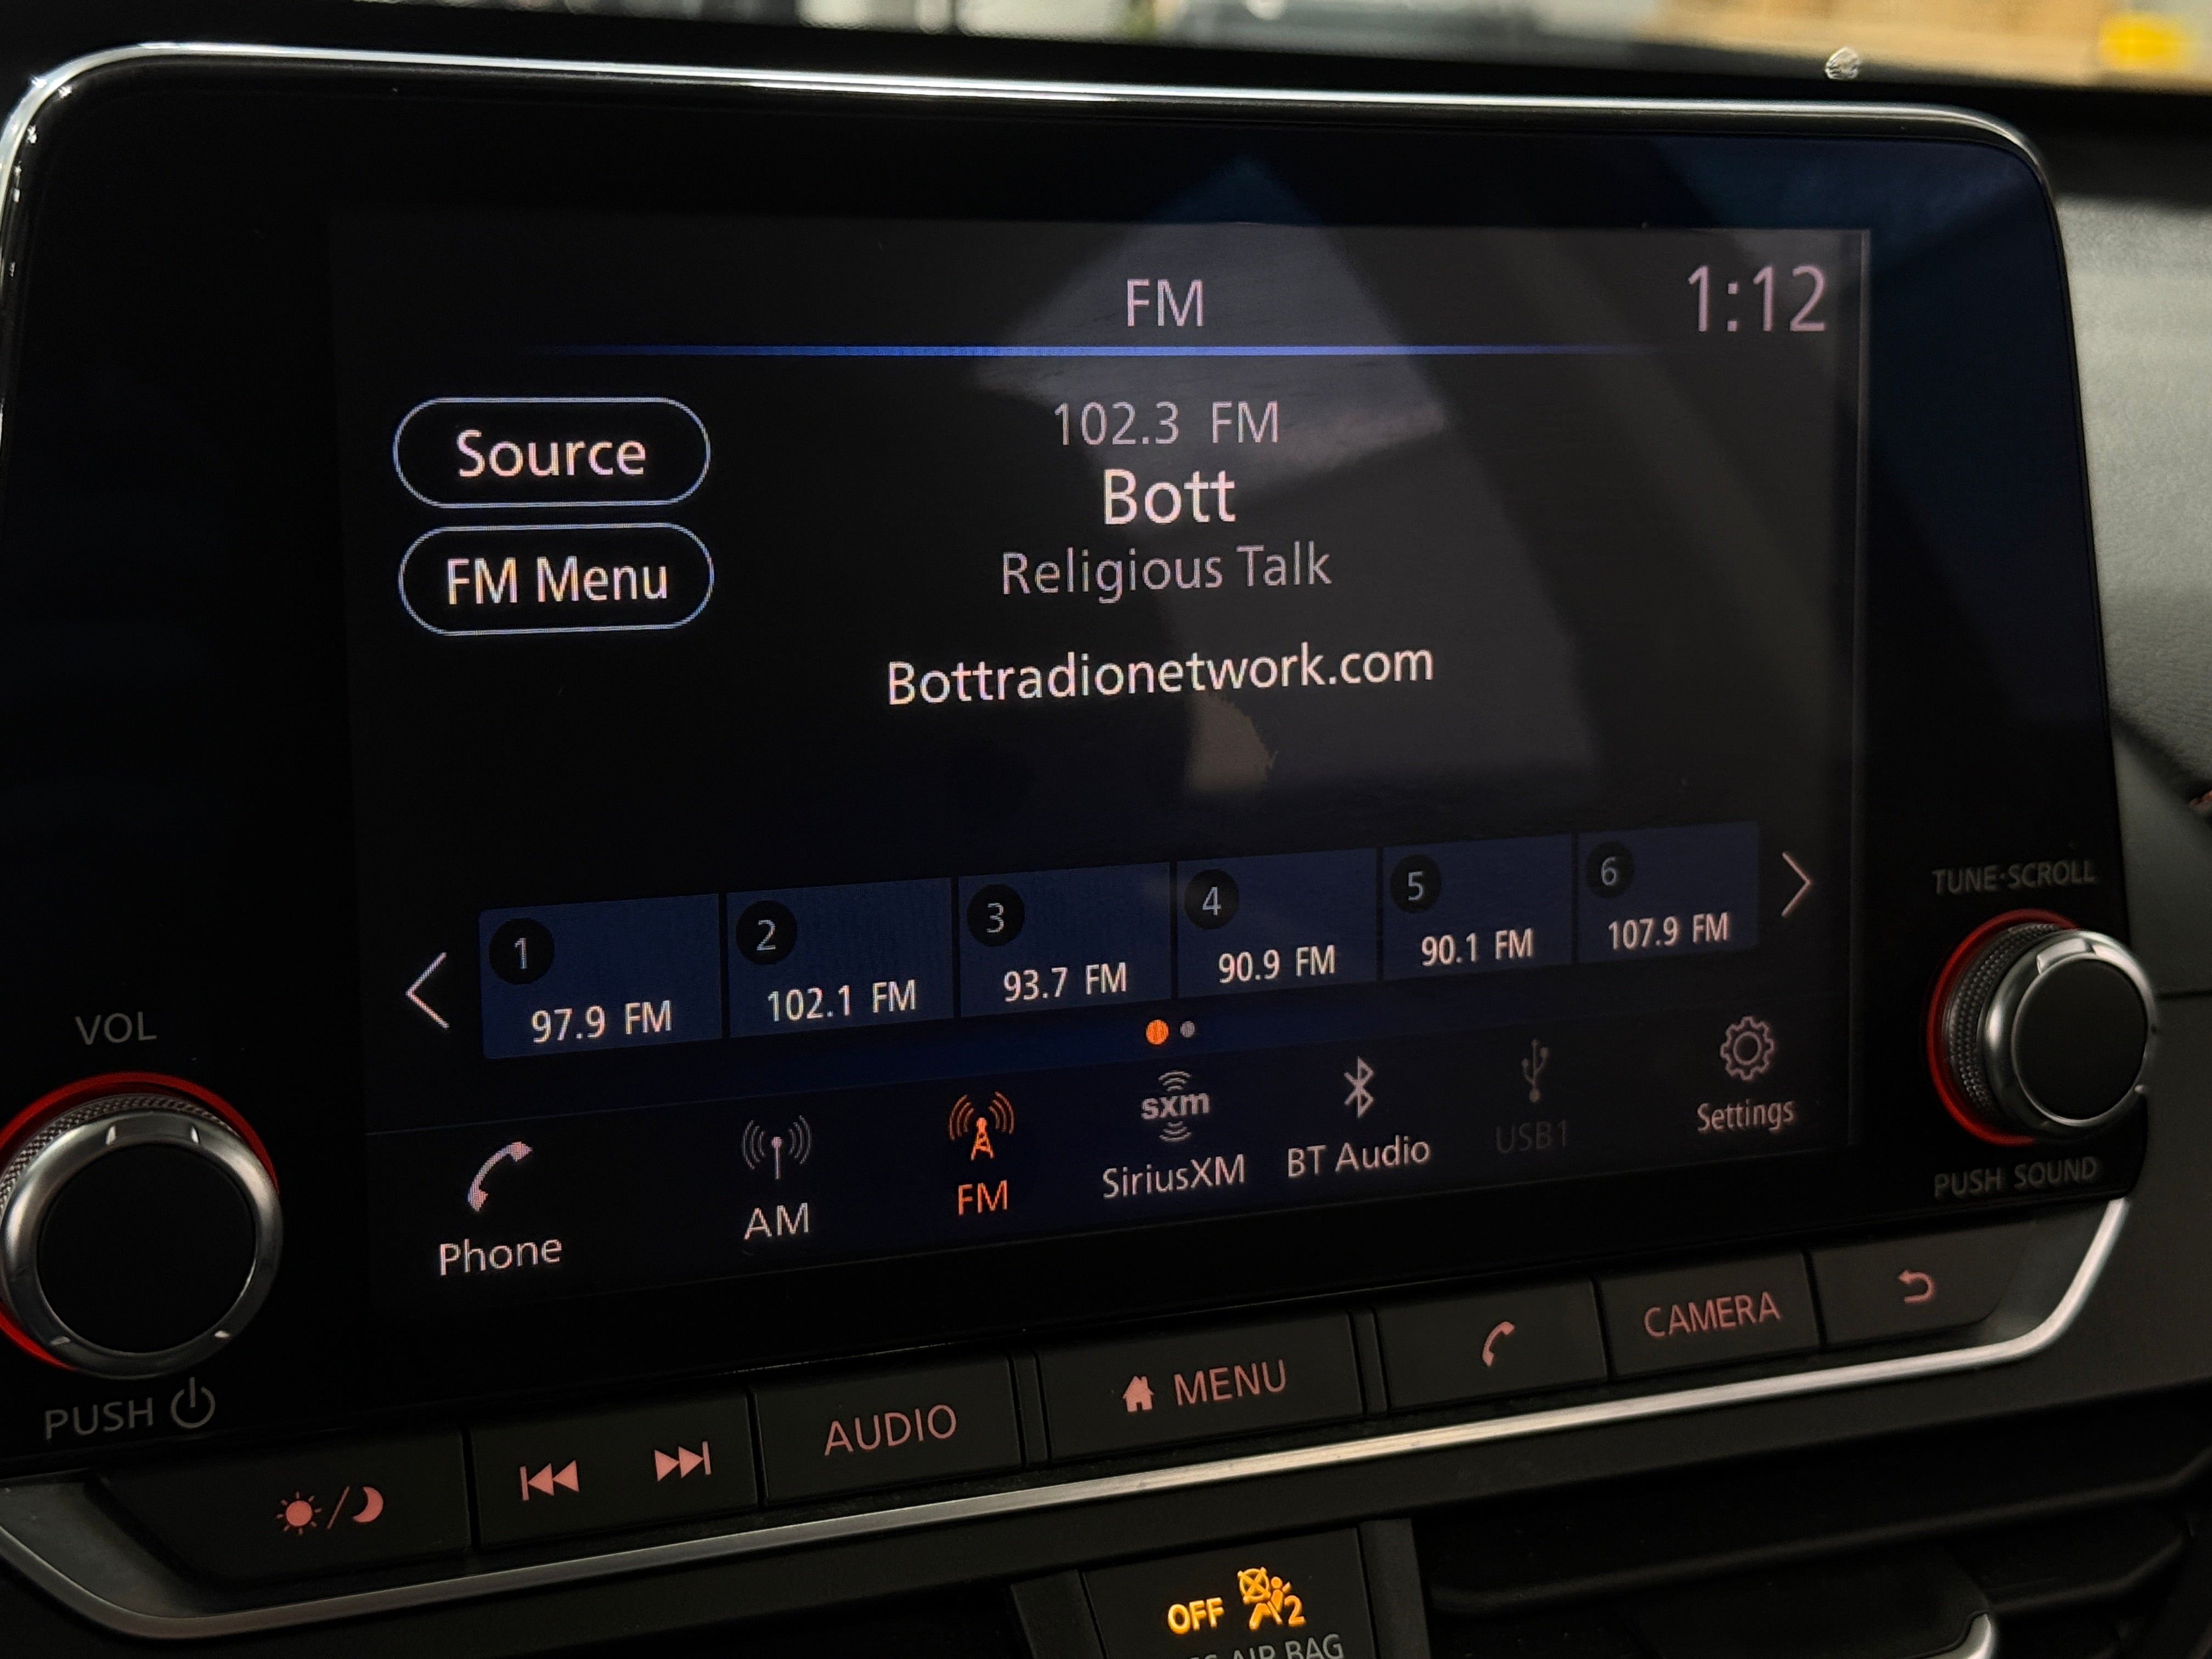 FM
1:12
Source
102.3 FM
Bott
FM Menu
Religious Talk
Bottradionetwork.com
1
97.9 FM
2
102.1 FM
3
93.7 FM
4
90.9 FM
5
90.1 FM
6
107.9 FM
TUNE·SCROLL
VOL
Phone
AM
FM
sxm
SiriusXM
BT Audio
USB1
Settings
PUSH SOUND
PUSH
AUDIO
MENU
CAMERA
OFF 2
AIR BAG